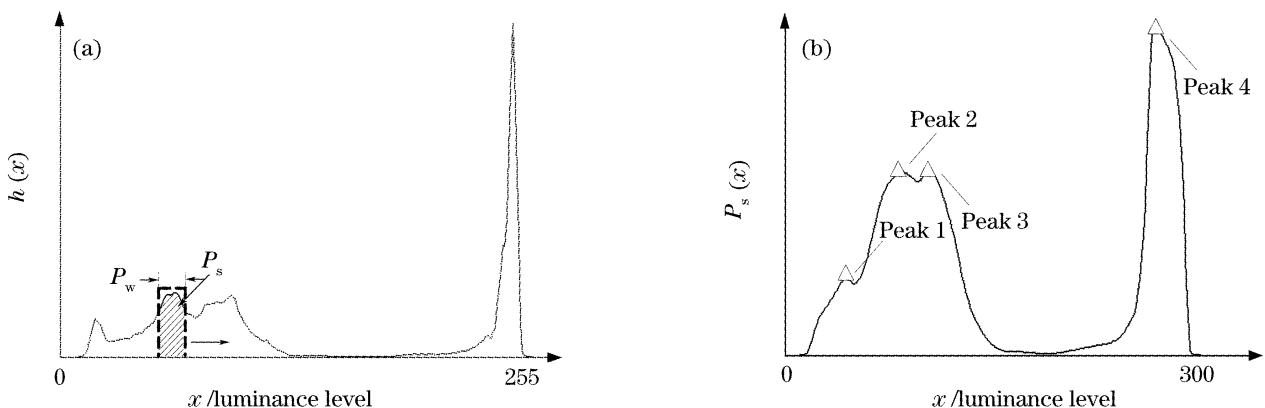 (a)
h (x)
P_w
P_s
0
255
x /luminance level
(b)
P_s (x)
Peak 1
Peak 2
Peak 3
Peak 4
0
300
x /luminance level